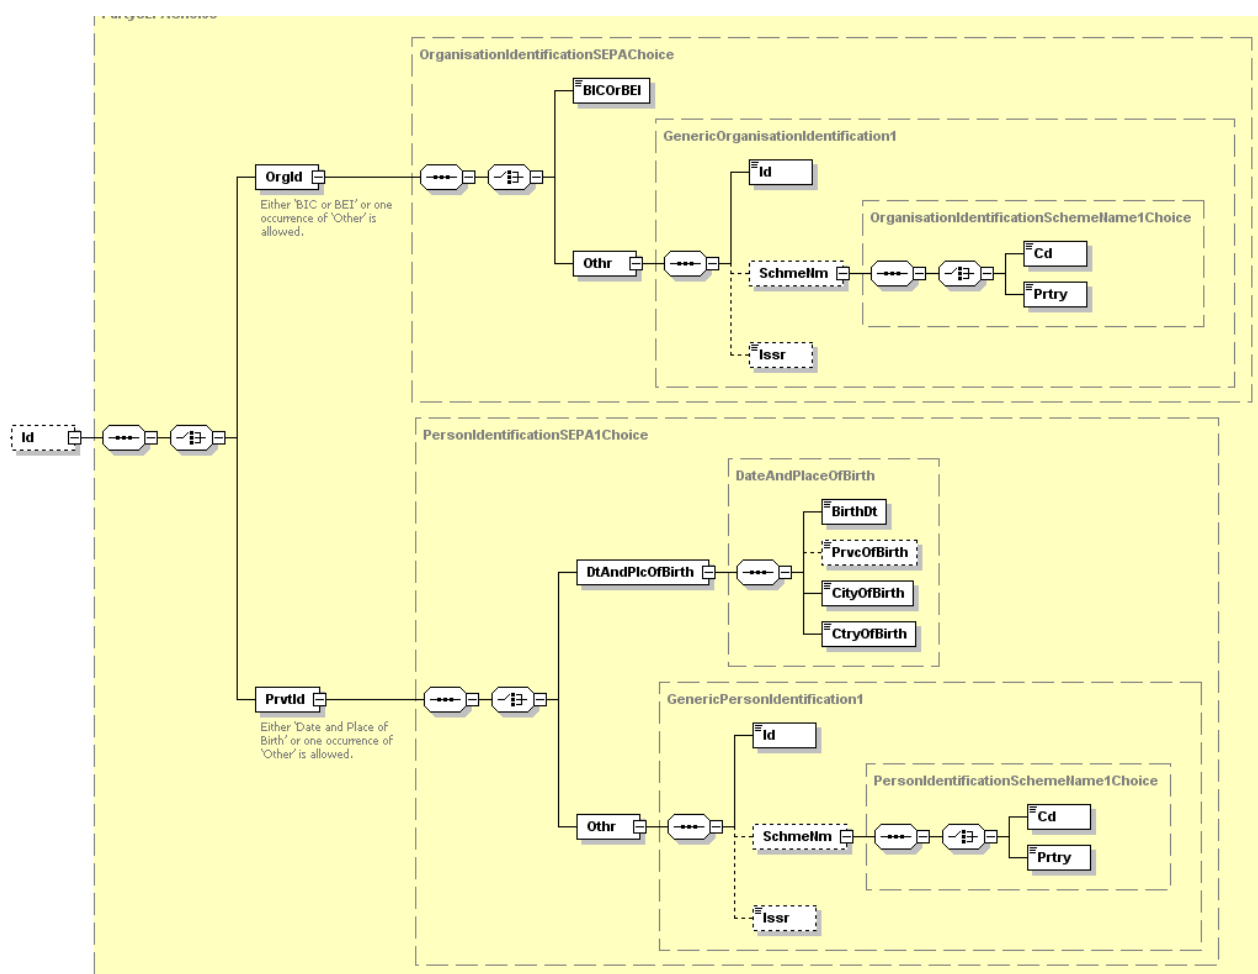 OrganisationIdentificationSEPAChoice
BICOrBEI
GenericOrganisationIdentification1
Id
OrgId
Either 'BIC or BEI' or one
occurrence of 'Other' is
allowed.
OrganisationIdentificationSchemeName1Choice
Cd
Othr
SchmeNm
Prtry
Issr
Id
PersonIdentificationSEPA1Choice
DateAndPlaceOfBirth
BirthDt
PrvcOfBirth
DtAndPlcOfBirth
CityOfBirth
CtryOfBirth
PrvtId
Either 'Date and Place of
Birth' or one occurrence of
'Other' is allowed.
GenericPersonIdentification1
Id
PersonIdentificationSchemeName1Choice
Cd
Othr
SchmeNm
Prtry
Issr